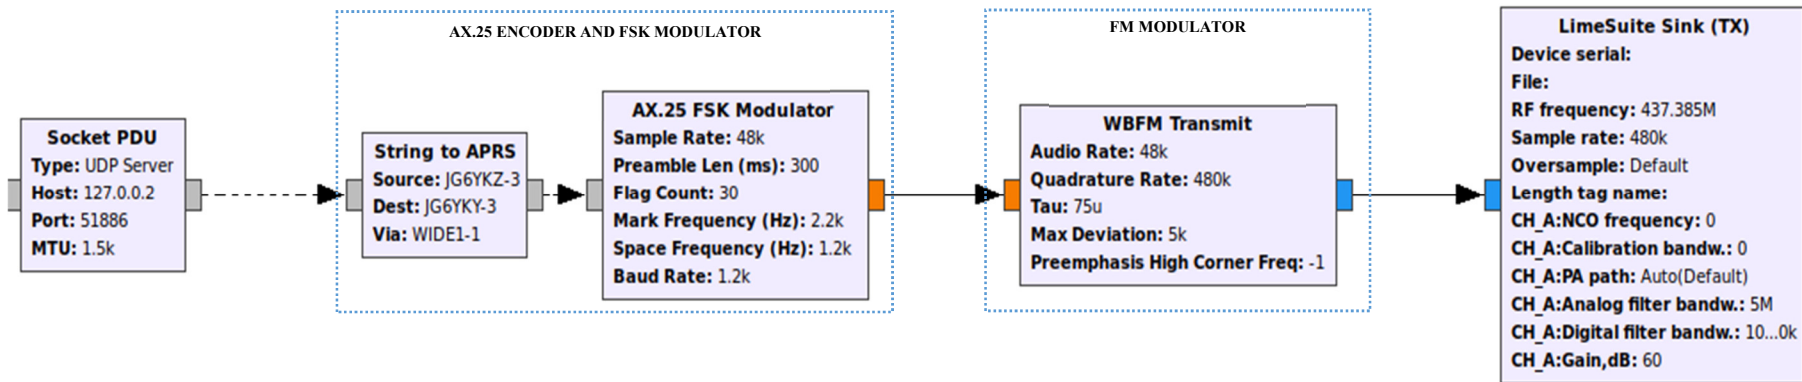 AX.25 ENCODER AND FSK MODULATOR
FM MODULATOR
Socket PDU
Type: UDP Server
Host: 127.0.0.2
Port: 51886
MTU: 1.5k
String to APRS
Source: JG6YKZ-3
Dest: JG6YKY-3
Via: WIDE1-1
AX.25 FSK Modulator
Sample Rate: 48k
Preamble Len (ms): 300
Flag Count: 30
Mark Frequency (Hz): 2.2k
Space Frequency (Hz): 1.2k
Baud Rate: 1.2k
WBFM Transmit
Audio Rate: 48k
Quadrature Rate: 480k
Tau: 75u
Max Deviation: 5k
Preemphasis High Corner Freq: -1
LimeSuite Sink (TX)
Device serial:
File:
RF frequency: 437.385M
Sample rate: 480k
Oversample: Default
Length tag name:
CH_A:NCO frequency: 0
CH_A:Calibration bandw.: 0
CH_A:PA path: Auto(Default)
CH_A:Analog filter bandw.: 5M
CH_A:Digital filter bandw.: 10...0k
CH_A:Gain,dB: 60